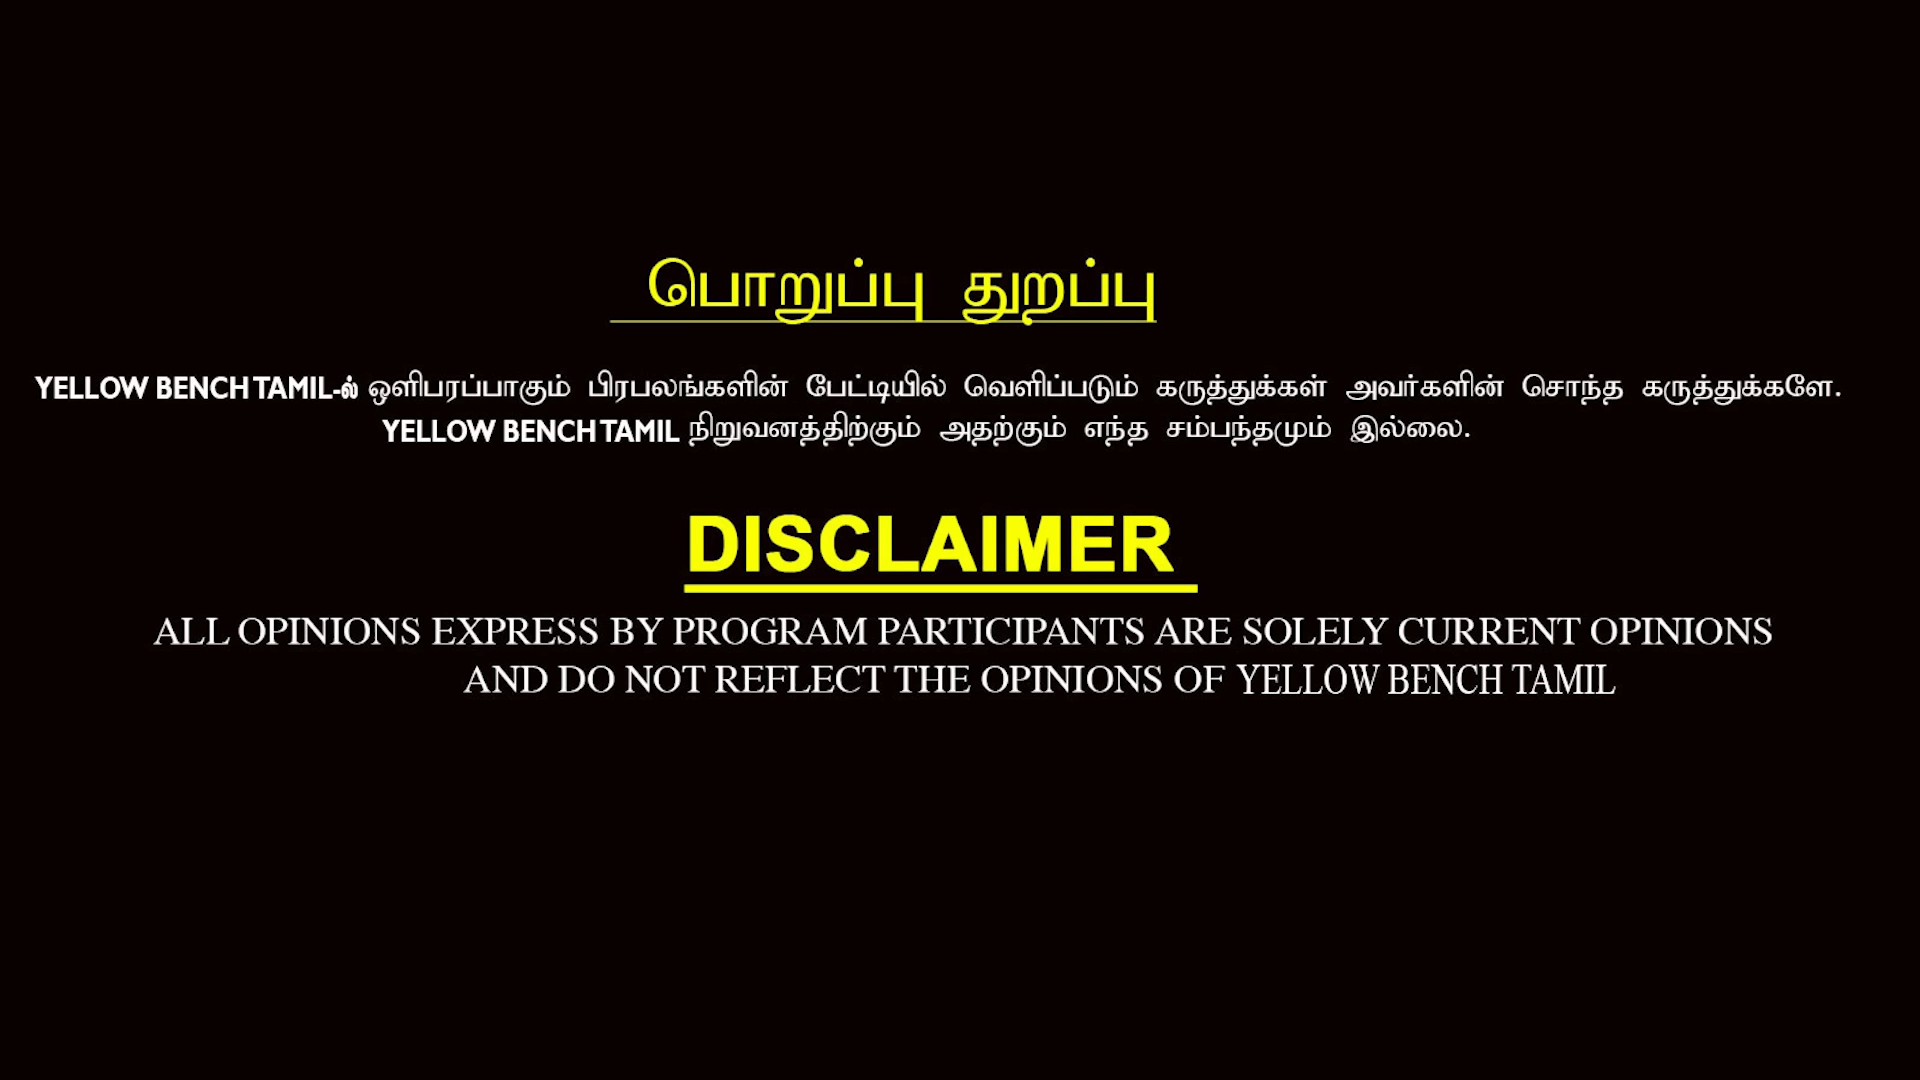 பொறுப்பு துறப்பு
YELLOW BENCH TAMIL-ல் ஒளிபரப்பாகும் பிரபலங்களின் பேட்டியில் வெளிப்படும் கருத்துக்கள் அவர்களின் சொந்த கருத்துக்களே.
YELLOW BENCH TAMIL நிறுவனத்திற்கும் அதற்கும் எந்த சம்பந்தமும் இல்லை.
DISCLAIMER
ALL OPINIONS EXPRESS BY PROGRAM PARTICIPANTS ARE SOLELY CURRENT OPINIONS
AND DO NOT REFLECT THE OPINIONS OF YELLOW BENCH TAMIL